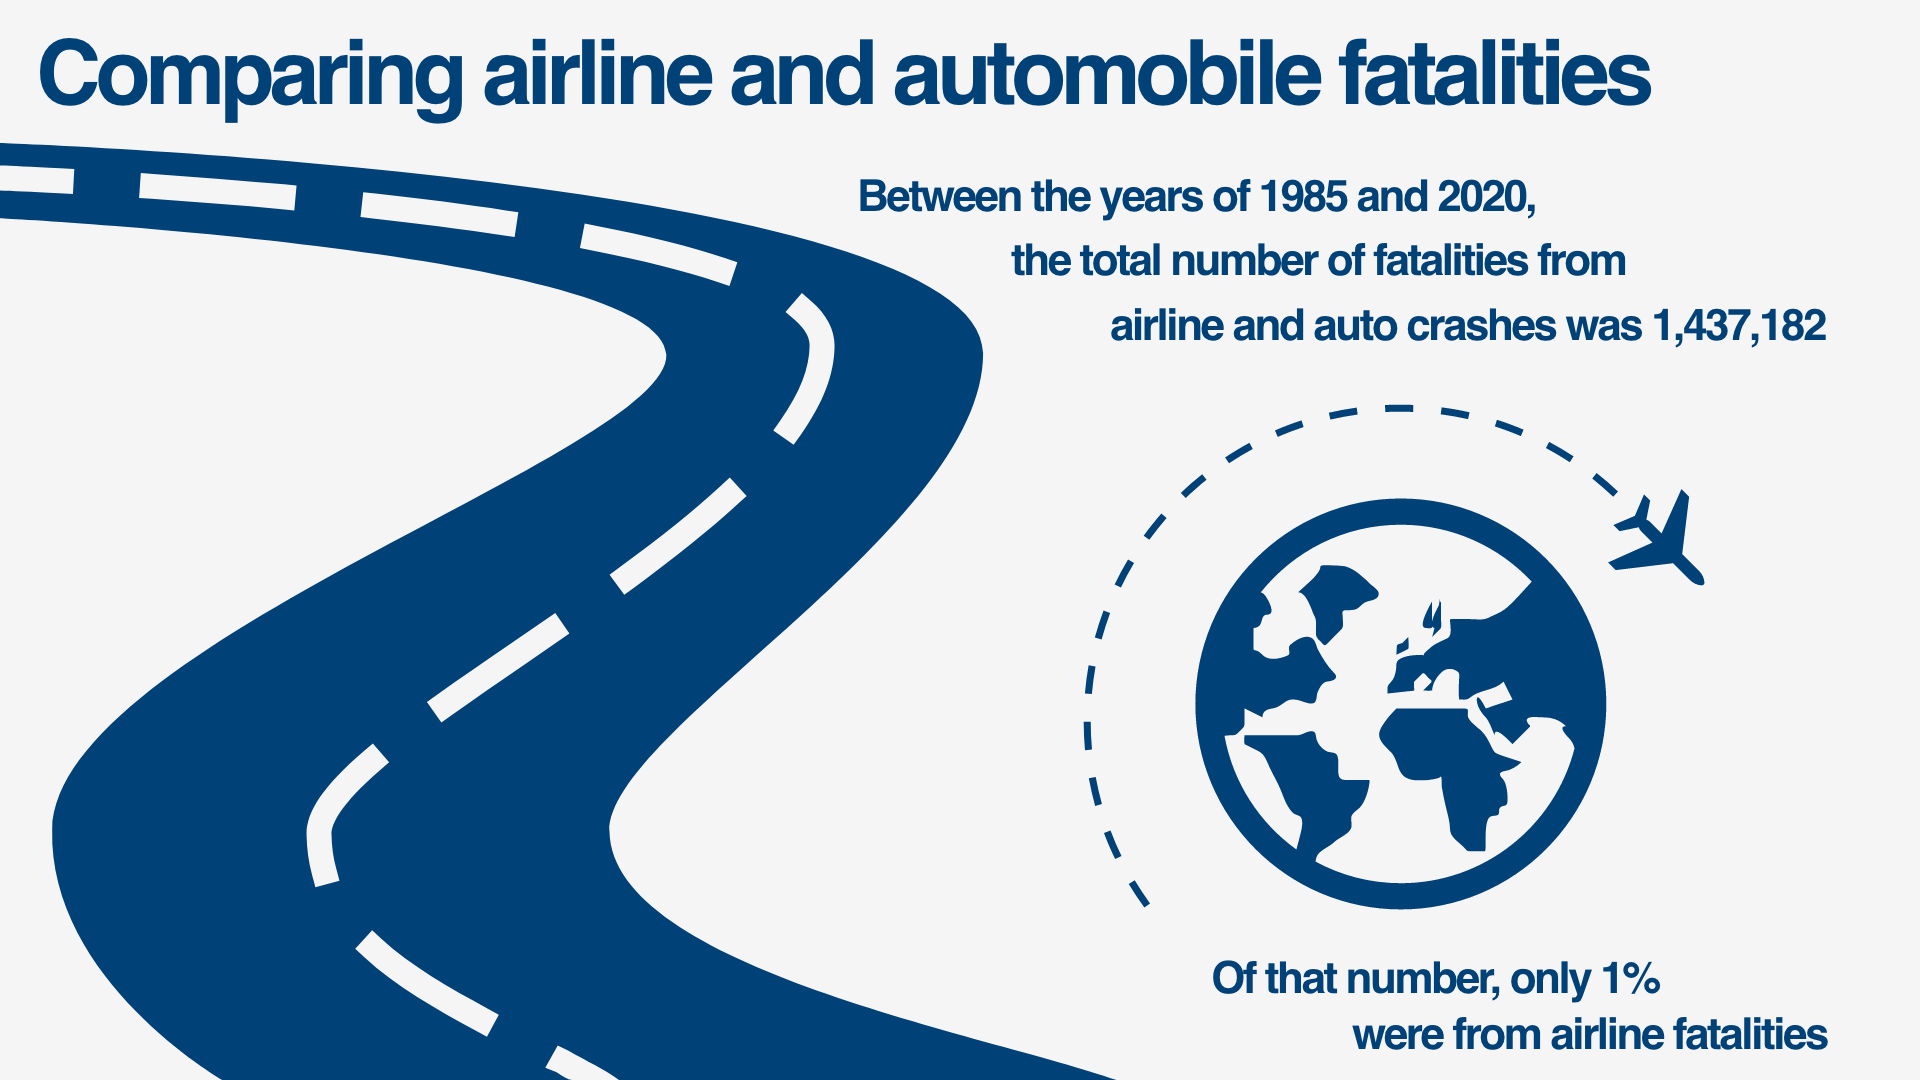 Comparing airline and automobile fatalities
Between the years of 1985 and 2020,
the total number of fatalities from
airline and auto crashes was 1,437,182
Of that number, only 1%
were from airline fatalities